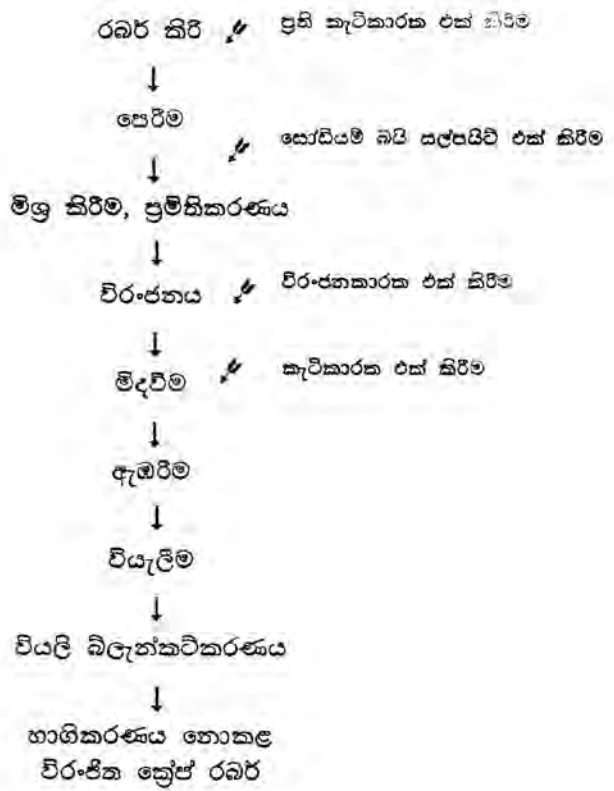 රබර් කිරි
ප්‍රති කැටිකාරක එක් කිරීම
පෙරීම
සෝඩියම් බයි සල්පයිට් එක් කිරීම
මිශ්‍ර කිරීම, ප්‍රමිතිකරණය
විරංජනය
විරංජනකාරක එක් කිරීම
මිදවීම
කැටිකාරක එක් කිරීම
ඇඹරීම
වියැලීම
වියලි බ්ලැන්කට්කරණය
භාගිකරණය නොකළ
විරංජිත ක්‍රේප් රබර්